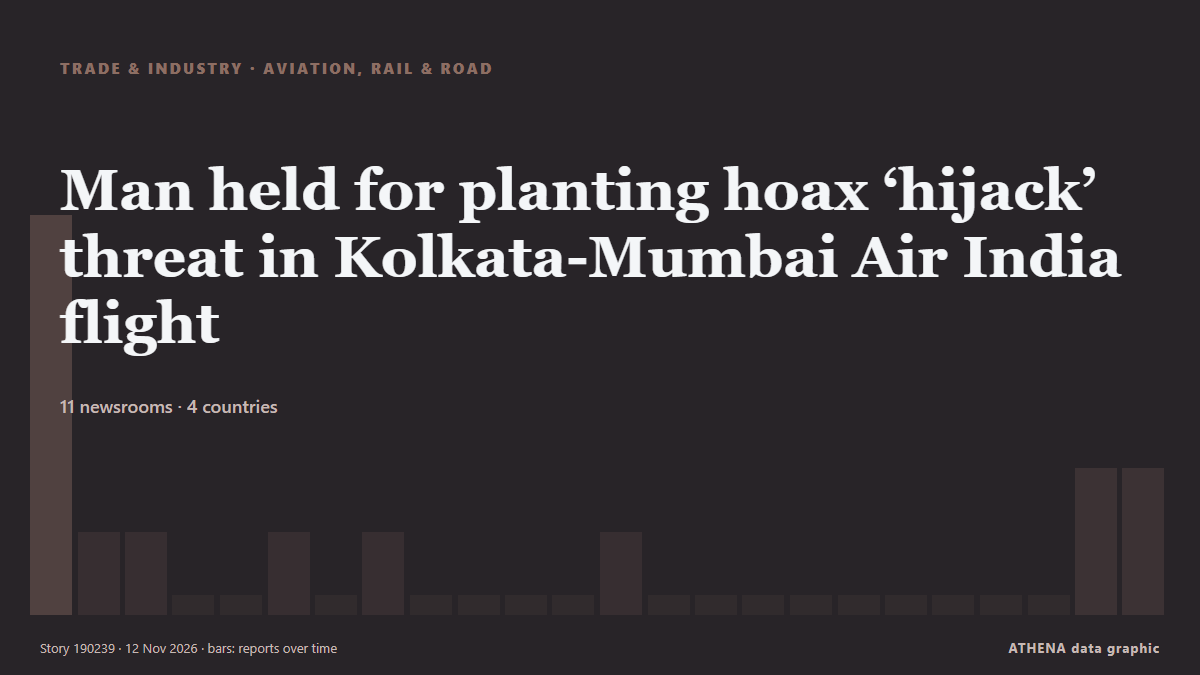 TRADE & INDUSTRY · AVIATION, RAIL & ROAD
Man held for planting hoax ‘hijack’
threat in Kolkata-Mumbai Air India
flight
11 newsrooms · 4 countries
Story 190239 · 12 Nov 2026 · bars: reports over time
ATHENA data graphic